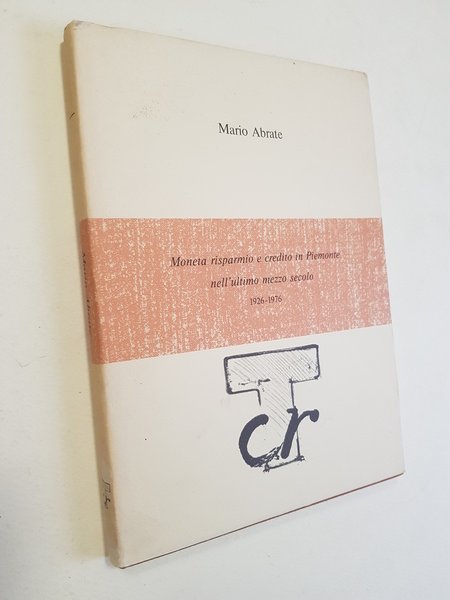 Mario Abrate
Moneta risparmio e credito in Piemonte
nell'ultimo mezzo secolo
1926-1976
T
cr